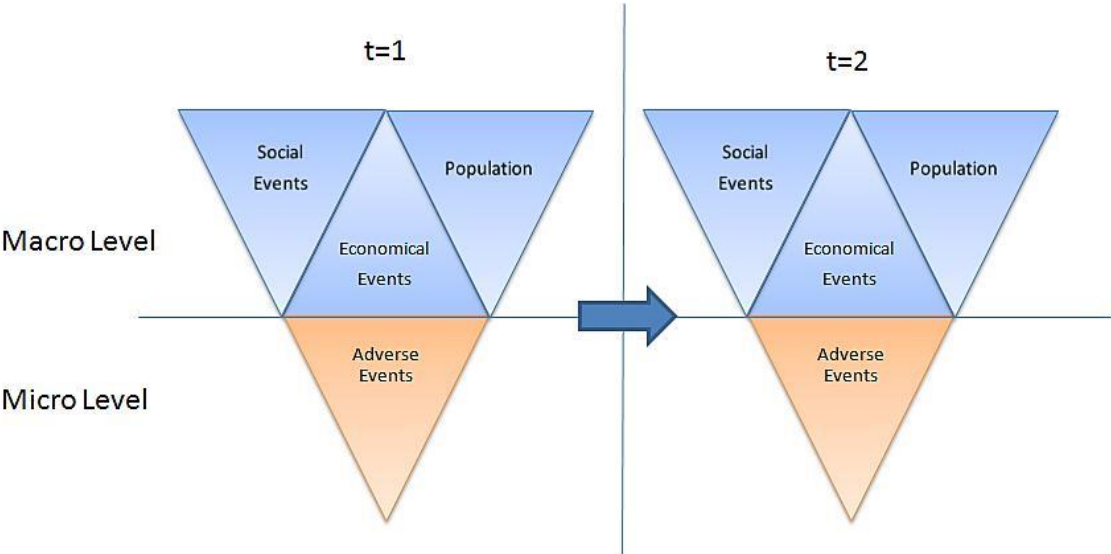 t=1
t=2
Social
Events
Population
Economical
Events
Social
Events
Population
Economical
Events
Macro Level
Adverse
Events
Adverse
Events
Micro Level